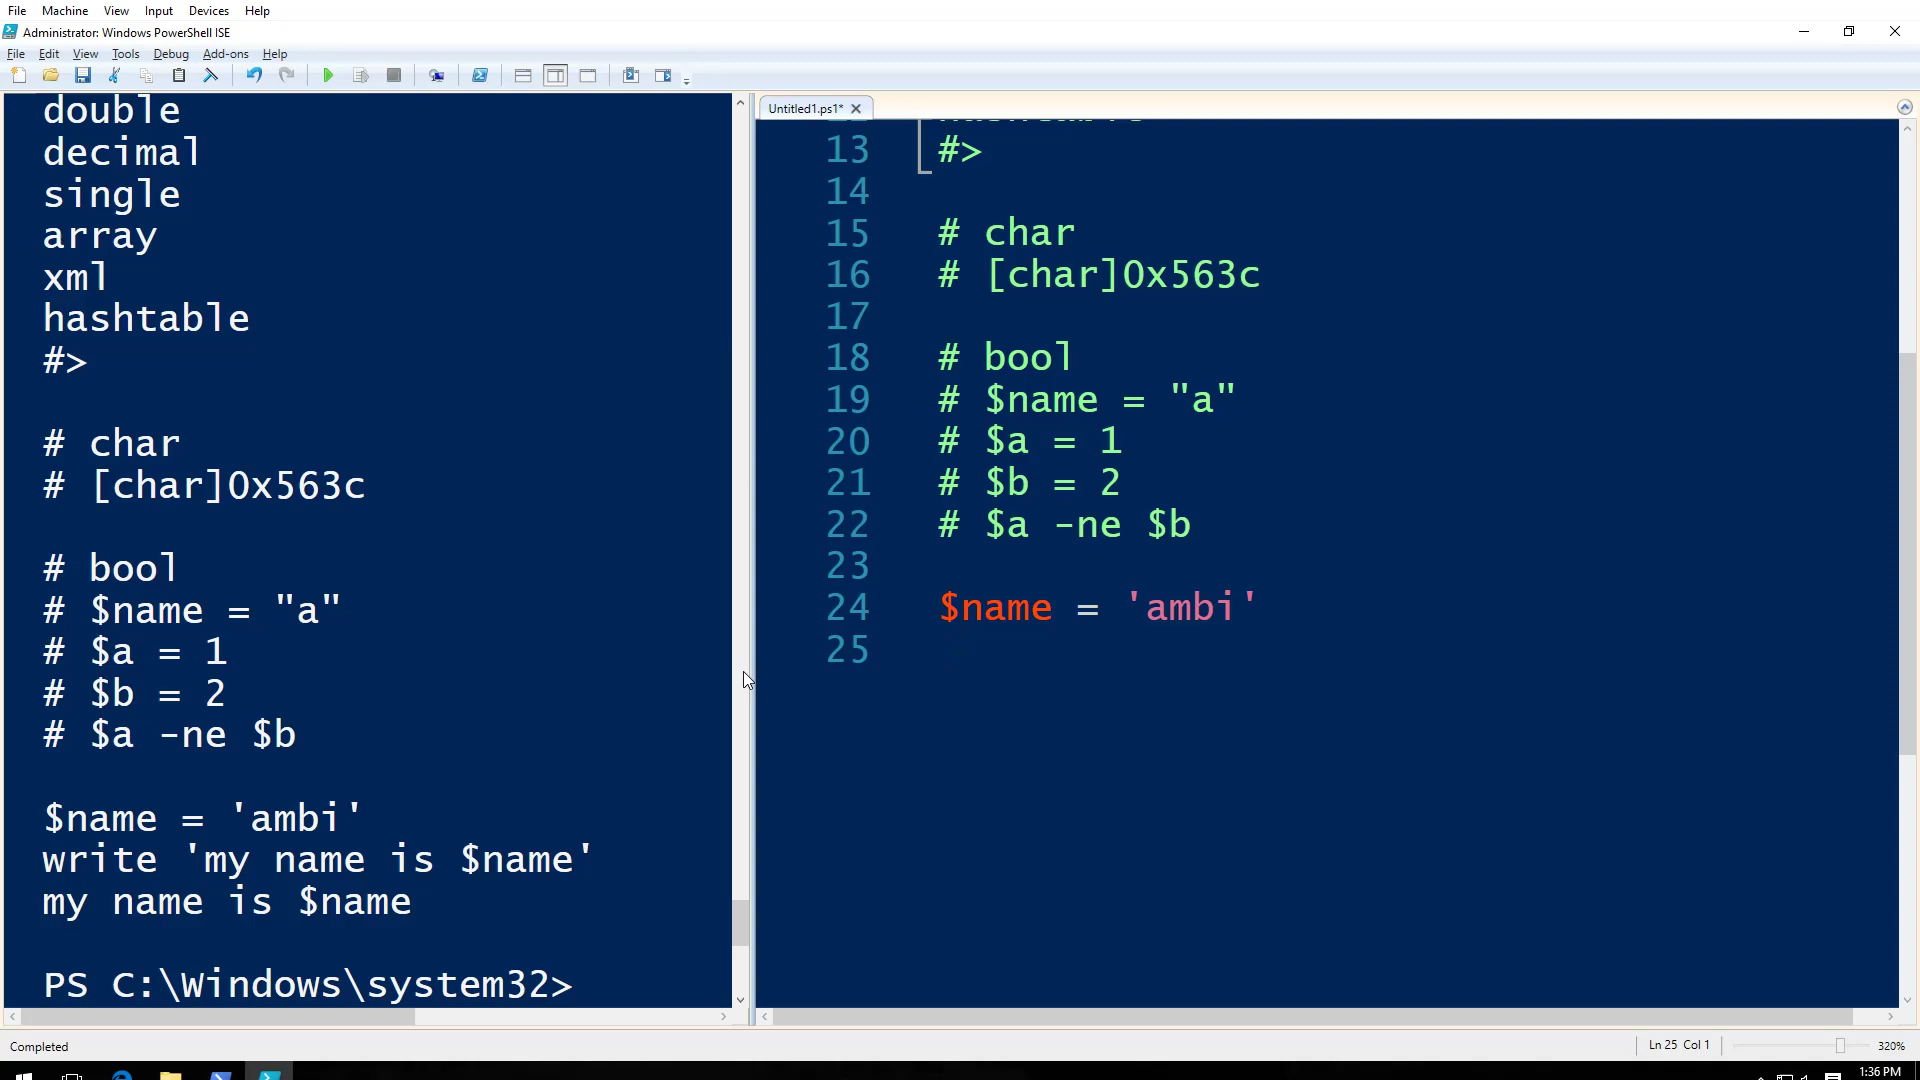 File Machine View Input Devices Help
Administrator: Windows PowerShell ISE
File Edit View Tools Debug Add-ons Help
double
decimal
single
array
xml
hashtable
#>
# char
# [char]0x563c
# bool
# $name = "a"
# $a = 1
# $b = 2
# $a -ne $b
$name = 'ambi'
write 'my name is $name'
my name is $name
PS C:\Windows\system32>
Untitled1.ps1*
13 #>
14
15 # char
16 # [char]0x563c
17
18 # bool
19 # $name = "a"
20 # $a = 1
21 # $b = 2
22 # $a -ne $b
23
24 $name = 'ambi'
25
Completed
Ln 25 Col 1
320%
1:36 PM